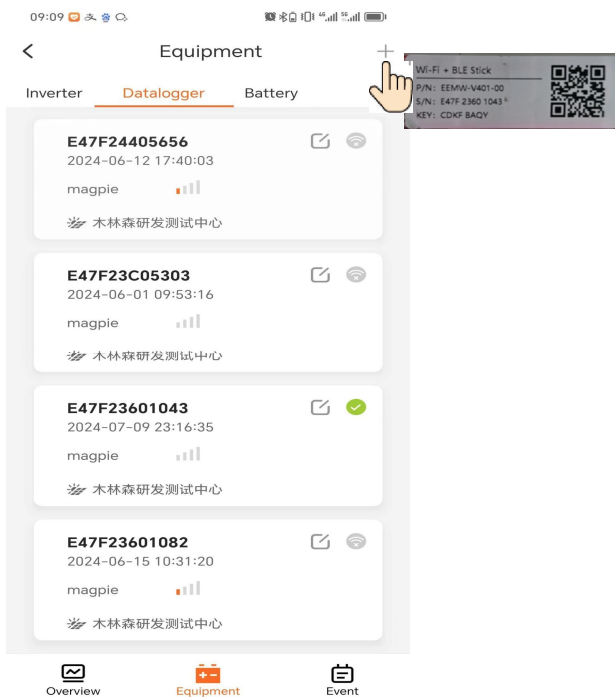 09:09
Equipment
Inverter Datalogger Battery
E47F24405656
2024-06-12 17:40:03
magpie
木林森研发测试中心
E47F23C05303
2024-06-01 09:53:16
magpie
木林森研发测试中心
E47F23601043
2024-07-09 23:16:35
magpie
木林森研发测试中心
E47F23601082
2024-06-15 10:31:20
magpie
木林森研发测试中心
Overview Equipment Event
Wi-Fi + BLE Stick
P/N: EEMW-V401-00
S/N: E47F 2360 1043
KEY: CDKF BAQY